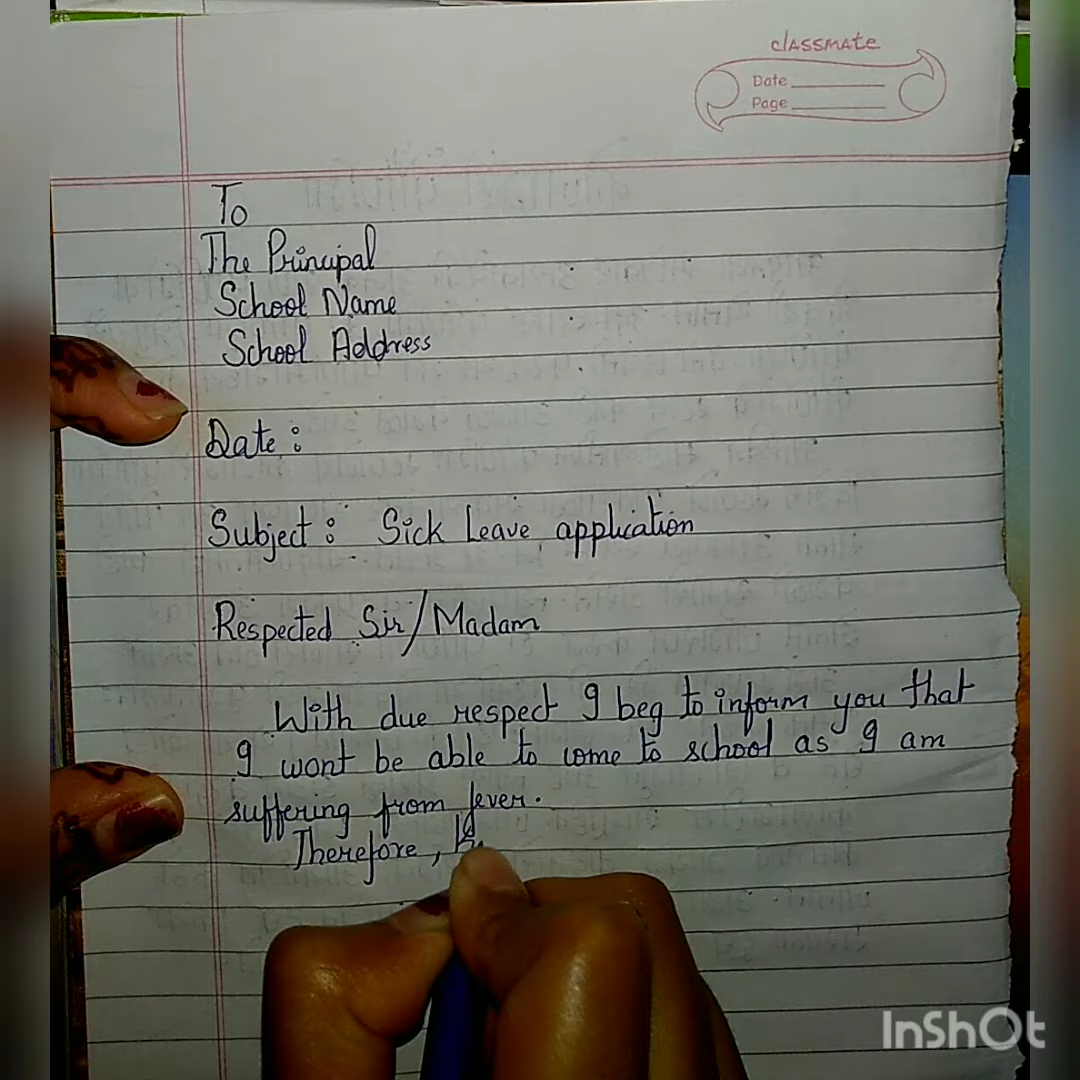 classmate
Date
Page
To
The Principal
School Name
School Address
Date :
Subject : Sick Leave application
Respected Sir/Madam
With due respect I beg to inform you that
I wont be able to come to school as I am
suffering from fever.
Therefore,
InShOt